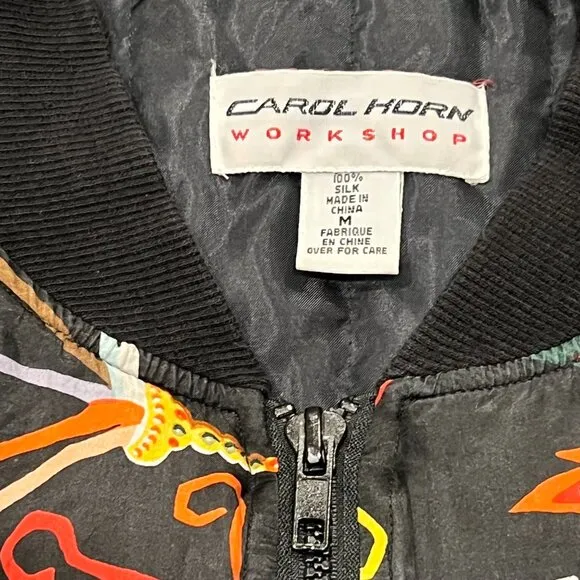 CAROL HORN
WORKSHOP
100%
SILK
MADE IN
CHINA
M
FABRIQUE
EN CHINE
OVER FOR CARE